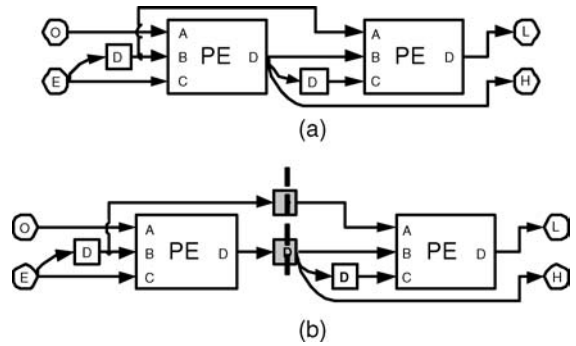 O A A L
E D B PE D B PE D
C D C H
(a)
O A D A L
E D B PE D D B PE D
C D C H
(b)